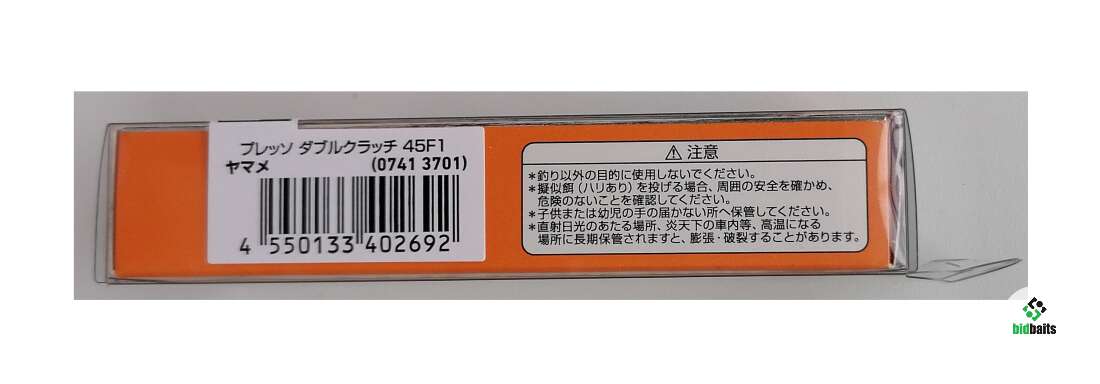 プレッソ ダブルクラッチ 45F1
ヤマメ (0741 3701)
4 550133 402692
⚠ 注意
*釣り以外の目的に使用しないでください。
*擬似餌(ハリあり)を投げる場合、周囲の安全を確かめ、
危険のないことを確認してください。
*子供または幼児の手の届かない所へ保管してください。
*直射日光のあたる場所、炎天下の車内等、高温になる
場所に長期保管されますと、膨張・破裂することがあります。
bidbaits